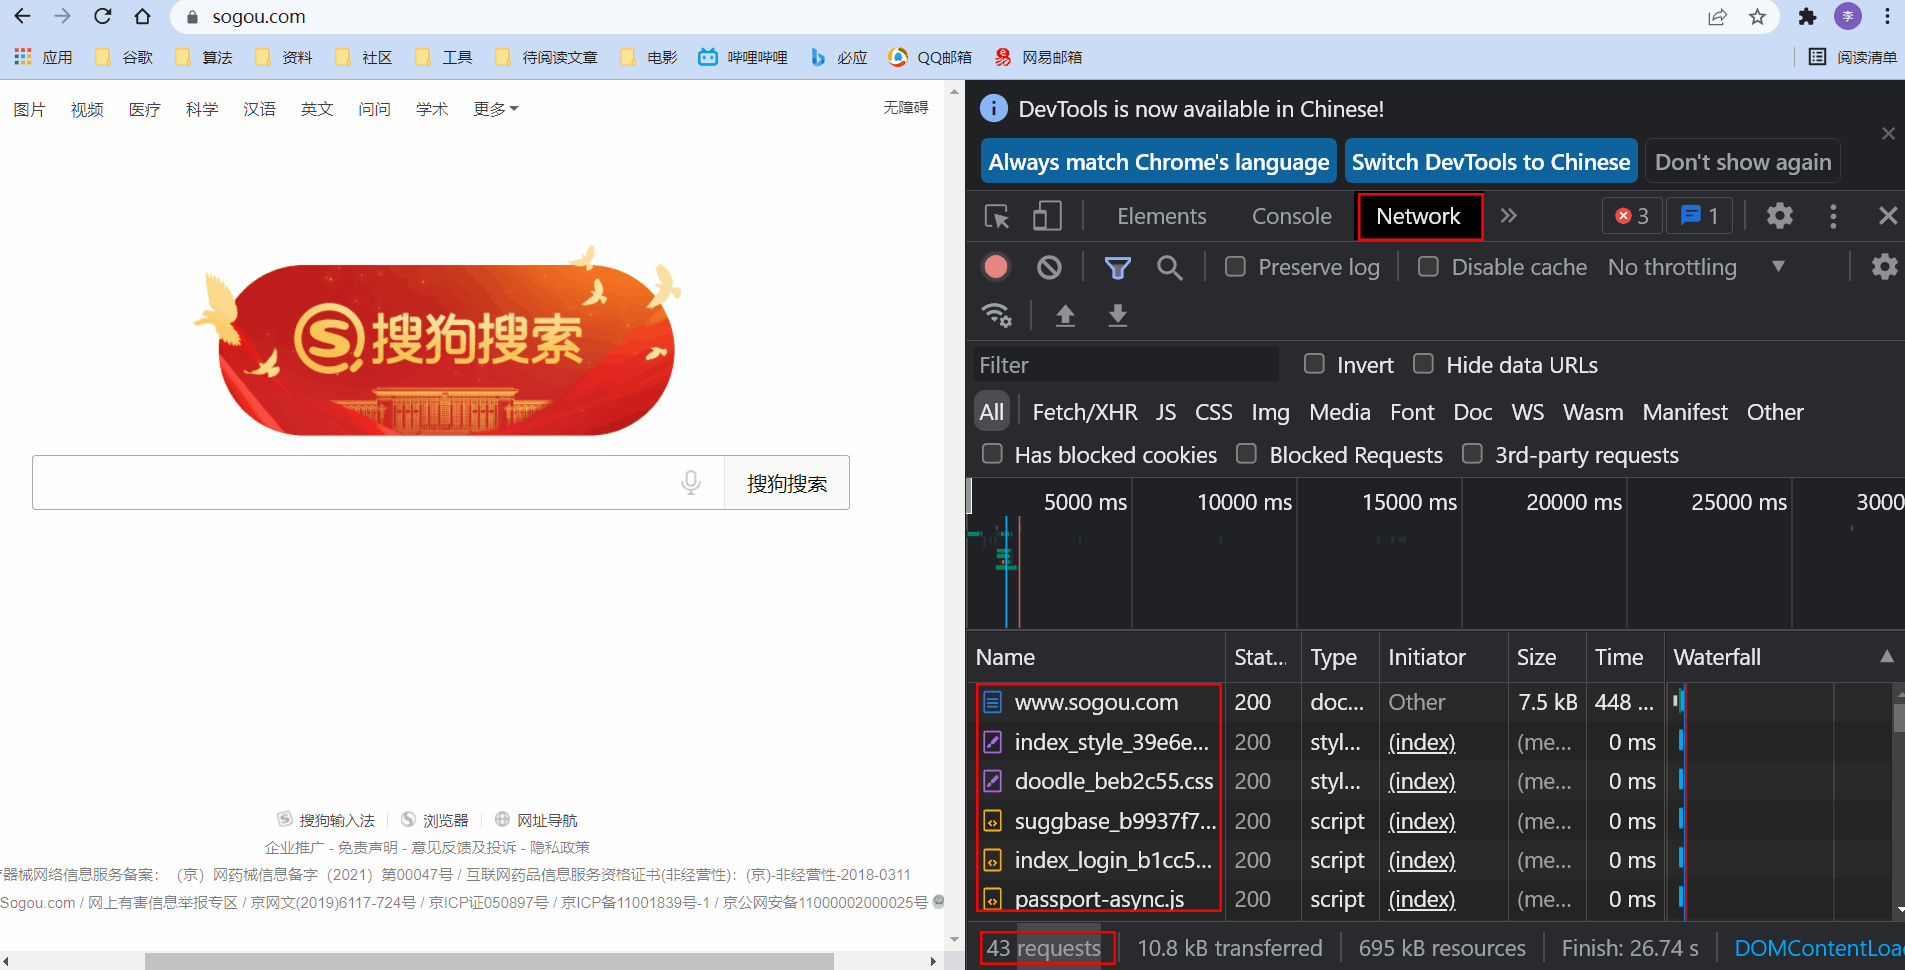 sogou.com
李
应用 谷歌 算法 资料 社区 工具 待阅读文章 电影 哔哩哔哩 必应 QQ邮箱 网易邮箱 阅读清单
图片 视频 医疗 科学 汉语 英文 问问 学术 更多 无障碍
搜狗搜索
搜狗搜索
搜狗输入法 浏览器 网址导航
企业推广 - 免责声明 - 意见反馈及投诉 - 隐私政策
器械网络信息服务备案：（京）网药械信息备字（2021）第00047号 / 互联网药品信息服务资格证书(非经营性)：(京)-非经营性-2018-0311
Sogou.com / 网上有害信息举报专区 / 京网文(2019)6117-724号 / 京ICP证050897号 / 京ICP备11001839号-1 / 京公网安备11000002000025号
DevTools is now available in Chinese!
Always match Chrome's language Switch DevTools to Chinese Don't show again
Elements Console Network 3 1
Preserve log Disable cache No throttling
Filter Invert Hide data URLs
All Fetch/XHR JS CSS Img Media Font Doc WS Wasm Manifest Other
Has blocked cookies Blocked Requests 3rd-party requests
5000 ms 10000 ms 15000 ms 20000 ms 25000 ms 3000
Name Stat... Type Initiator Size Time Waterfall
www.sogou.com 200 doc... Other 7.5 kB 448 ...
index_style_39e6e... 200 styl... (index) (me... 0 ms
doodle_beb2c55.css 200 styl... (index) (me... 0 ms
suggbase_b9937f7... 200 script (index) (me... 0 ms
index_login_b1cc5... 200 script (index) (me... 0 ms
passport-async.js 200 script (index) (me... 0 ms
43 requests 10.8 kB transferred 695 kB resources Finish: 26.74 s DOMContentLoa